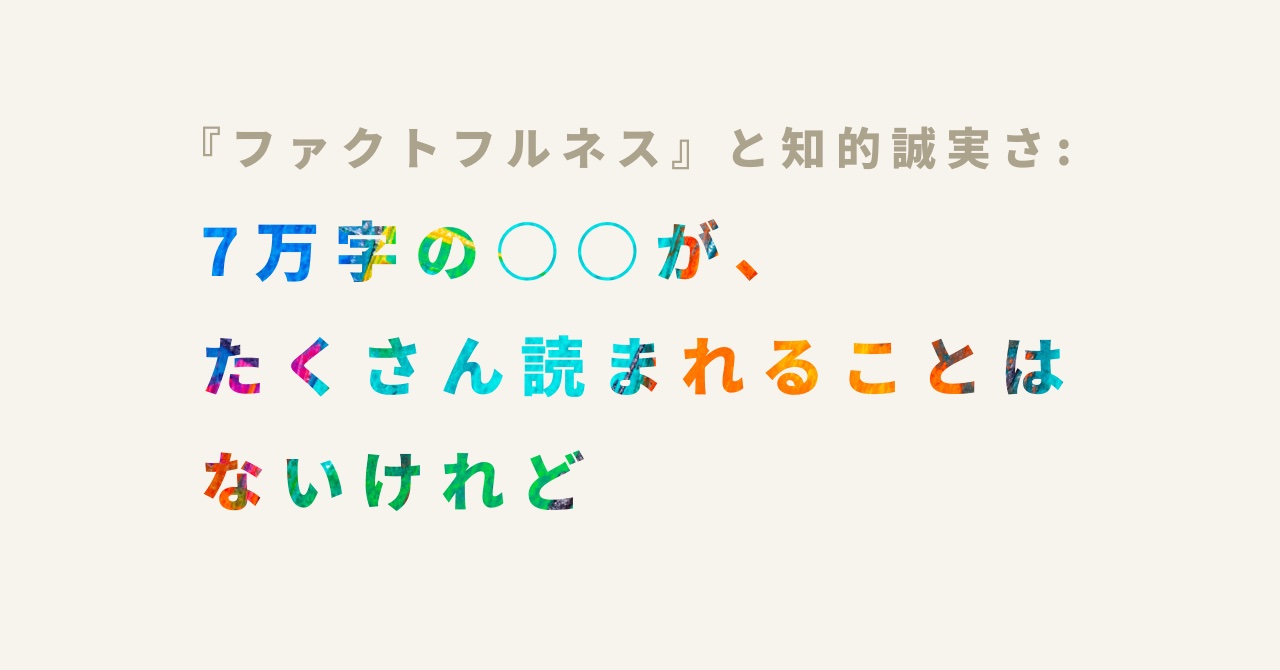 『ファクトフルネス』と知的誠実さ:
7万字の○○が、
たくさん読まれることは
ないけれど